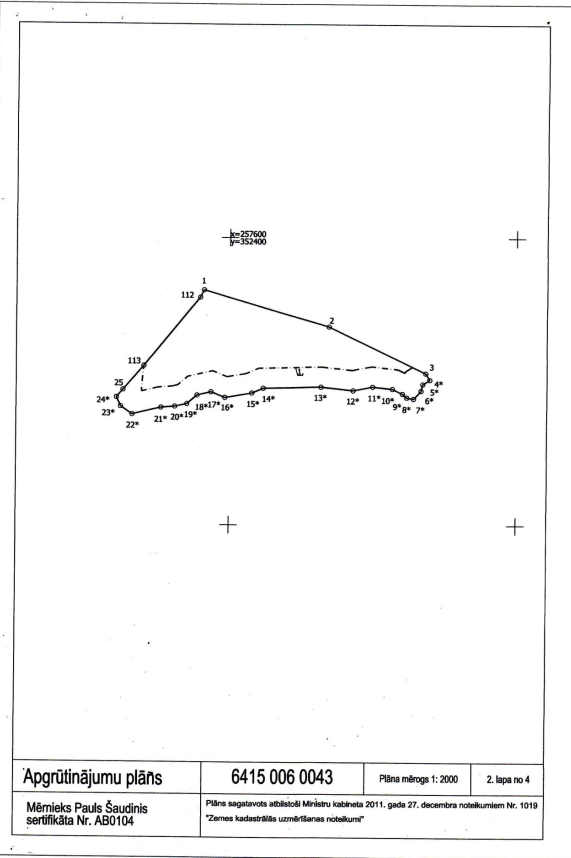 x=257600
y=352400
1
112
2
113
3
25
4*
24*
5*
23*
6*
22*
21*
20*
19*
18*
17*
16*
15*
14*
13*
12*
11*
10*
9*
8*
7*
Apgrūtinājumu plāns
6415 006 0043
Plāna mērogs 1: 2000
2. lapa no 4
Mērnieks Pauls Šaudinis
sertifikāta Nr. AB0104
Plāns sagatavots atbilstoši Ministru kabineta 2011. gada 27. decembra noteikumiem Nr. 1019
"Zemes kadastrālās uzmērīšanas noteikumi"